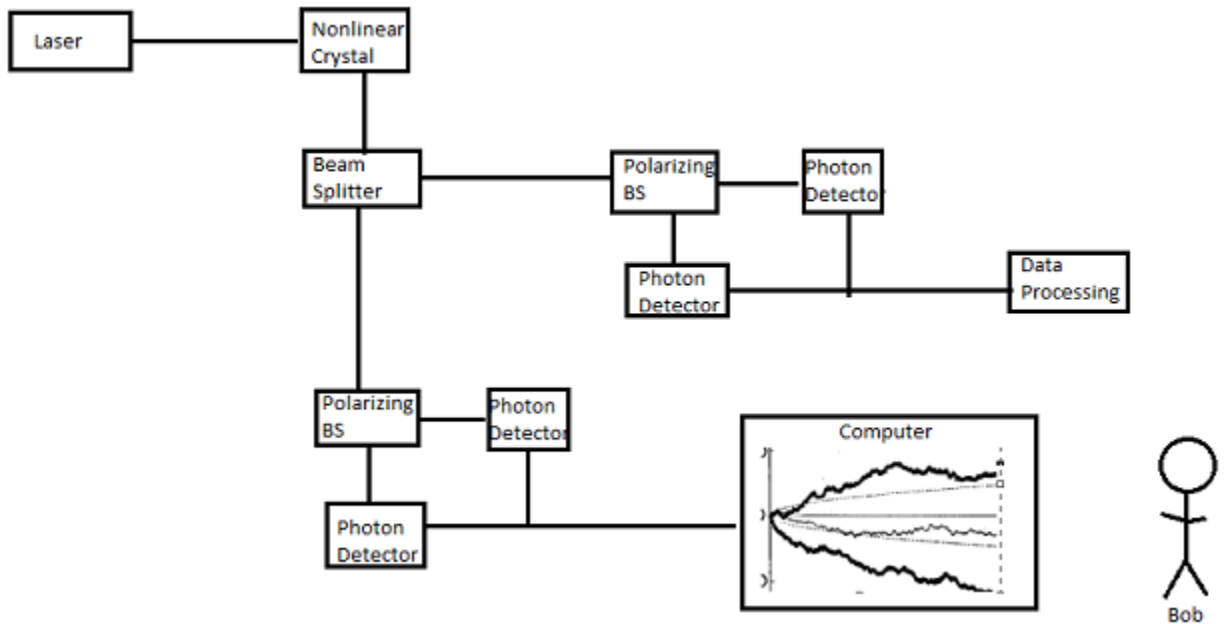 Laser
Nonlinear
Crystal
Beam
Splitter
Polarizing
BS
Photon
Detector
Photon
Detector
Data
Processing
Polarizing
BS
Photon
Detector
Photon
Detector
Computer
Bob